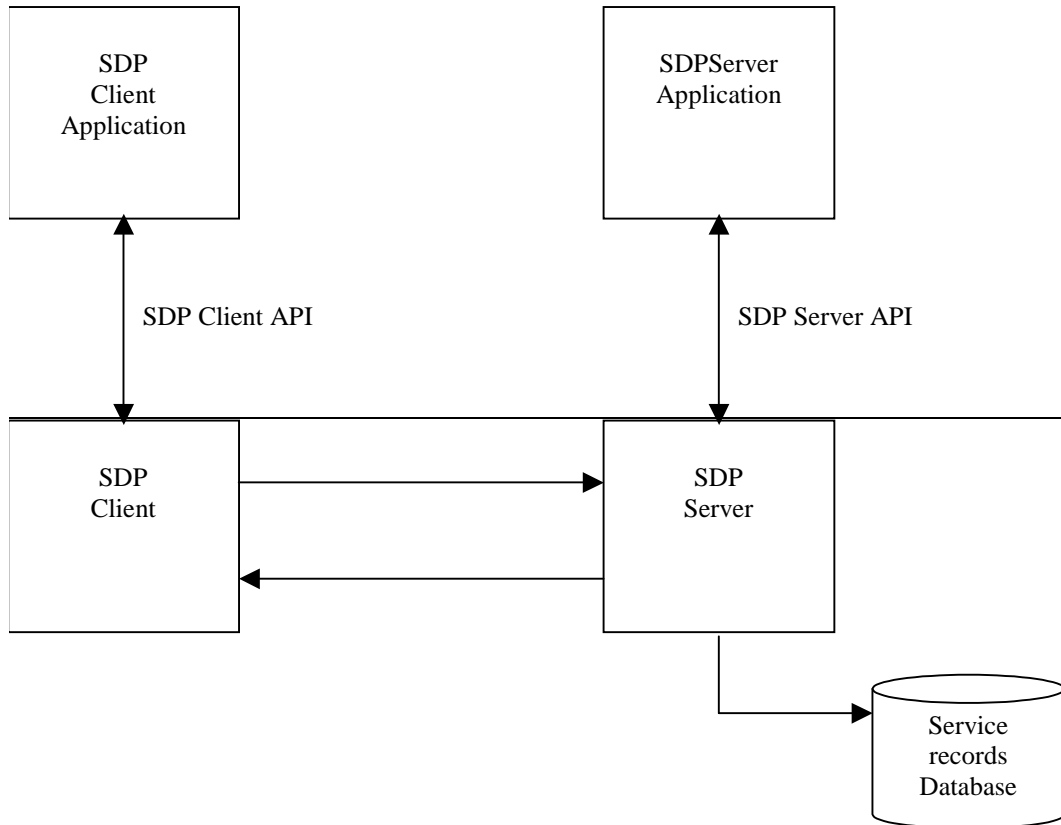 SDP
Client
Application
SDPServer
Application
SDP Client API
SDP Server API
SDP
Client
SDP
Server
Service
records
Database